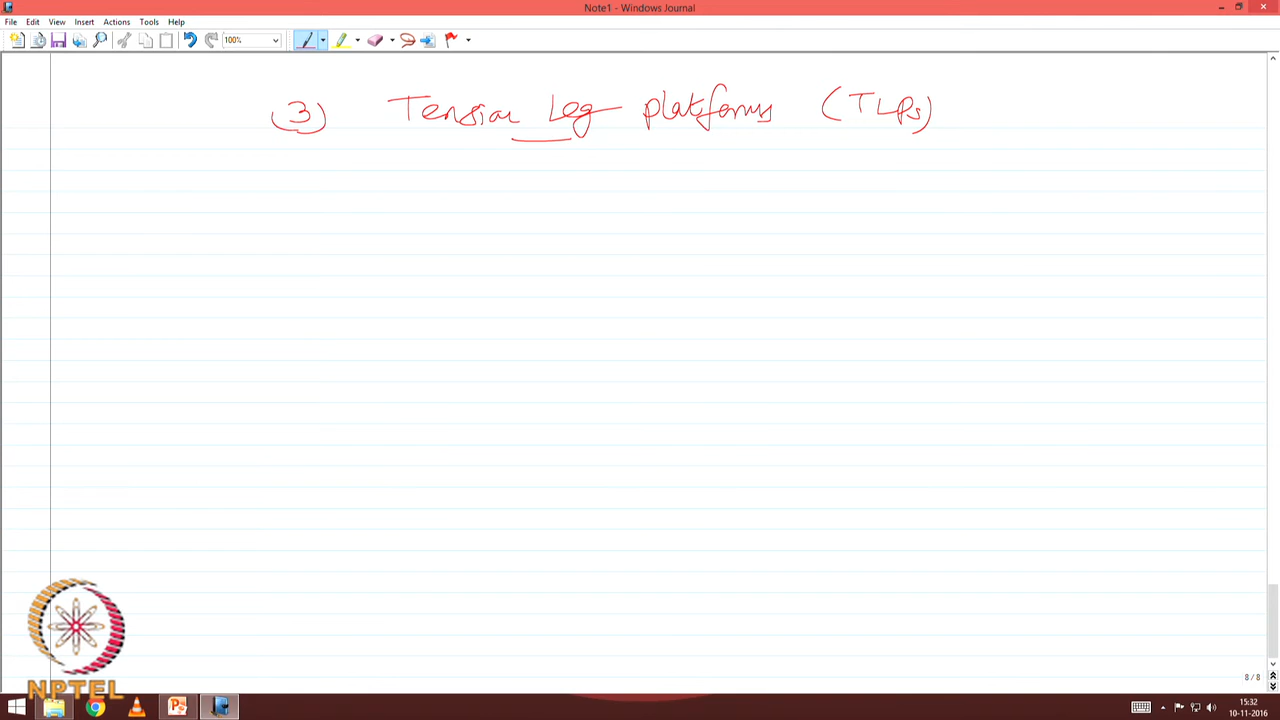 Note1 - Windows Journal
File Edit View Insert Actions Tools Help
100%
(3) Tension Leg platforms (TLPs)
8 / 8
NPTEL
15:32
10-11-2016